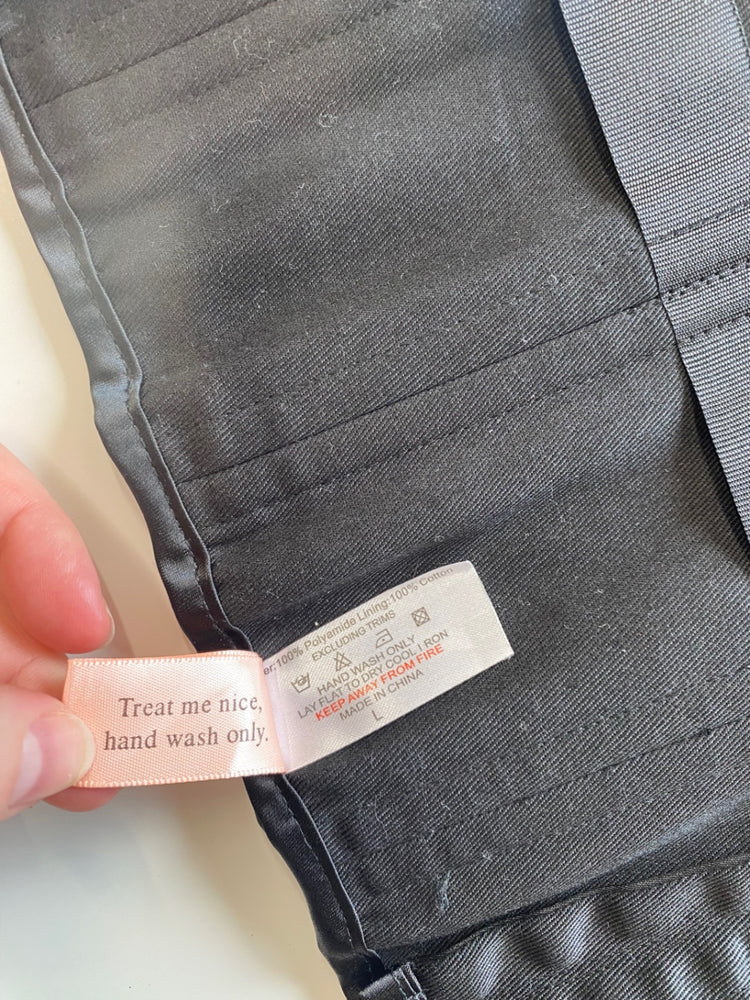 Treat me nice,
hand wash only.
er:100% Polyamide Lining:100% Cotton
EXCLUDING TRIMS
HAND WASH ONLY
LAY FLAT TO DRY COOL I RON
KEEP AWAY FROM FIRE
MADE IN CHINA
L